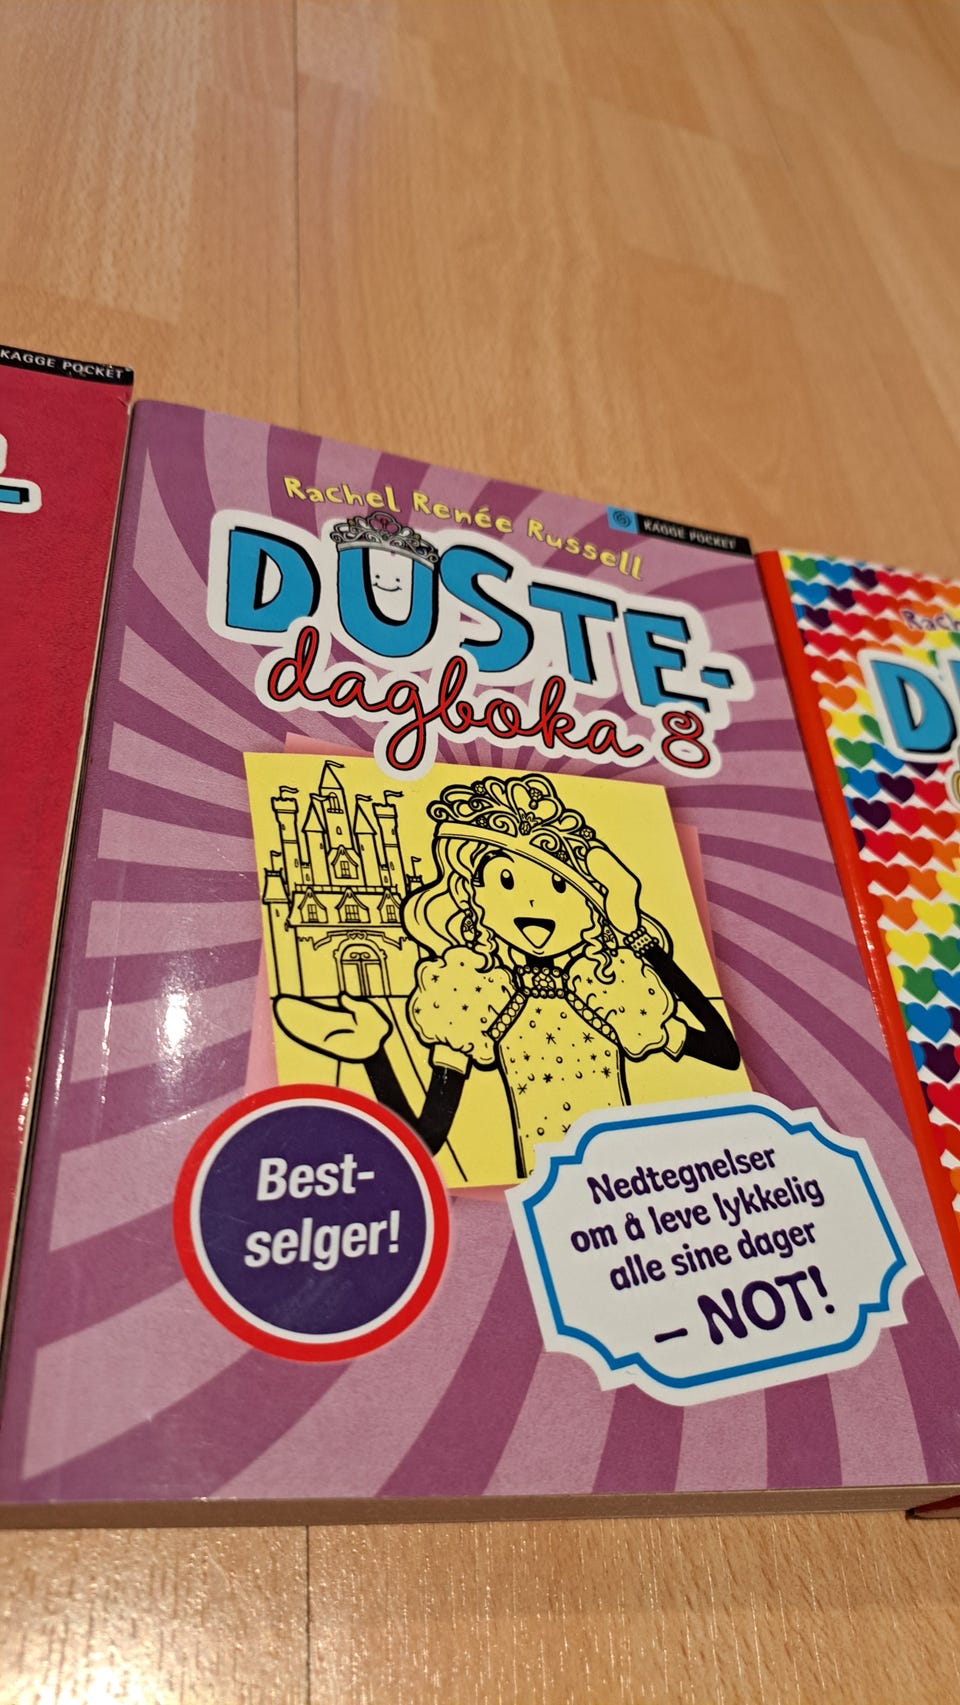 KAGGE POCKET
Rachel Renée Russell
KAGGE POCKET
DUSTE-
dagboka 8
Best-
selger!
Nedtegnelser
om å leve lykkelig
alle sine dager
– NOT!